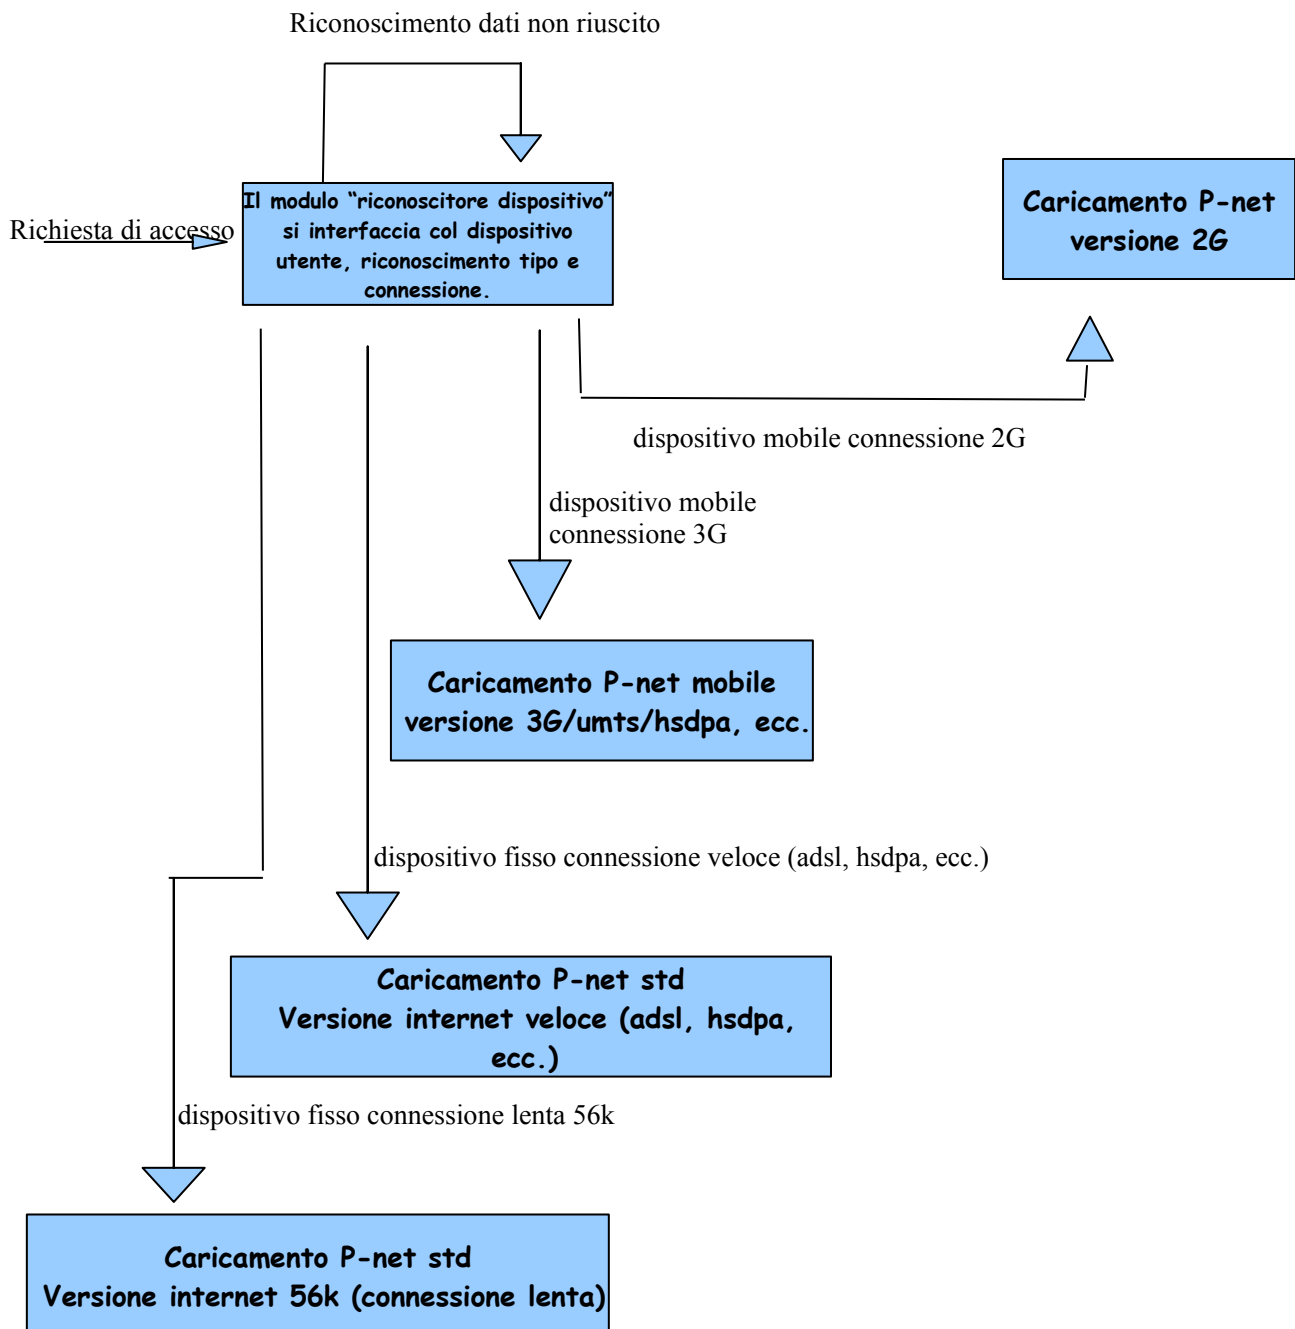 Riconoscimento dati non riuscito
Il modulo “riconoscitore dispositivo”
si interfaccia col dispositivo
utente, riconoscimento tipo e
connessione.
Richiesta di accesso
Caricamento P-net
versione 2G
dispositivo mobile connessione 2G
dispositivo mobile
connessione 3G
Caricamento P-net mobile
versione 3G/umts/hsdpa, ecc.
dispositivo fisso connessione veloce (adsl, hsdpa, ecc.)
Caricamento P-net std
Versione internet veloce (adsl, hsdpa,
ecc.)
dispositivo fisso connessione lenta 56k
Caricamento P-net std
Versione internet 56k (connessione lenta)